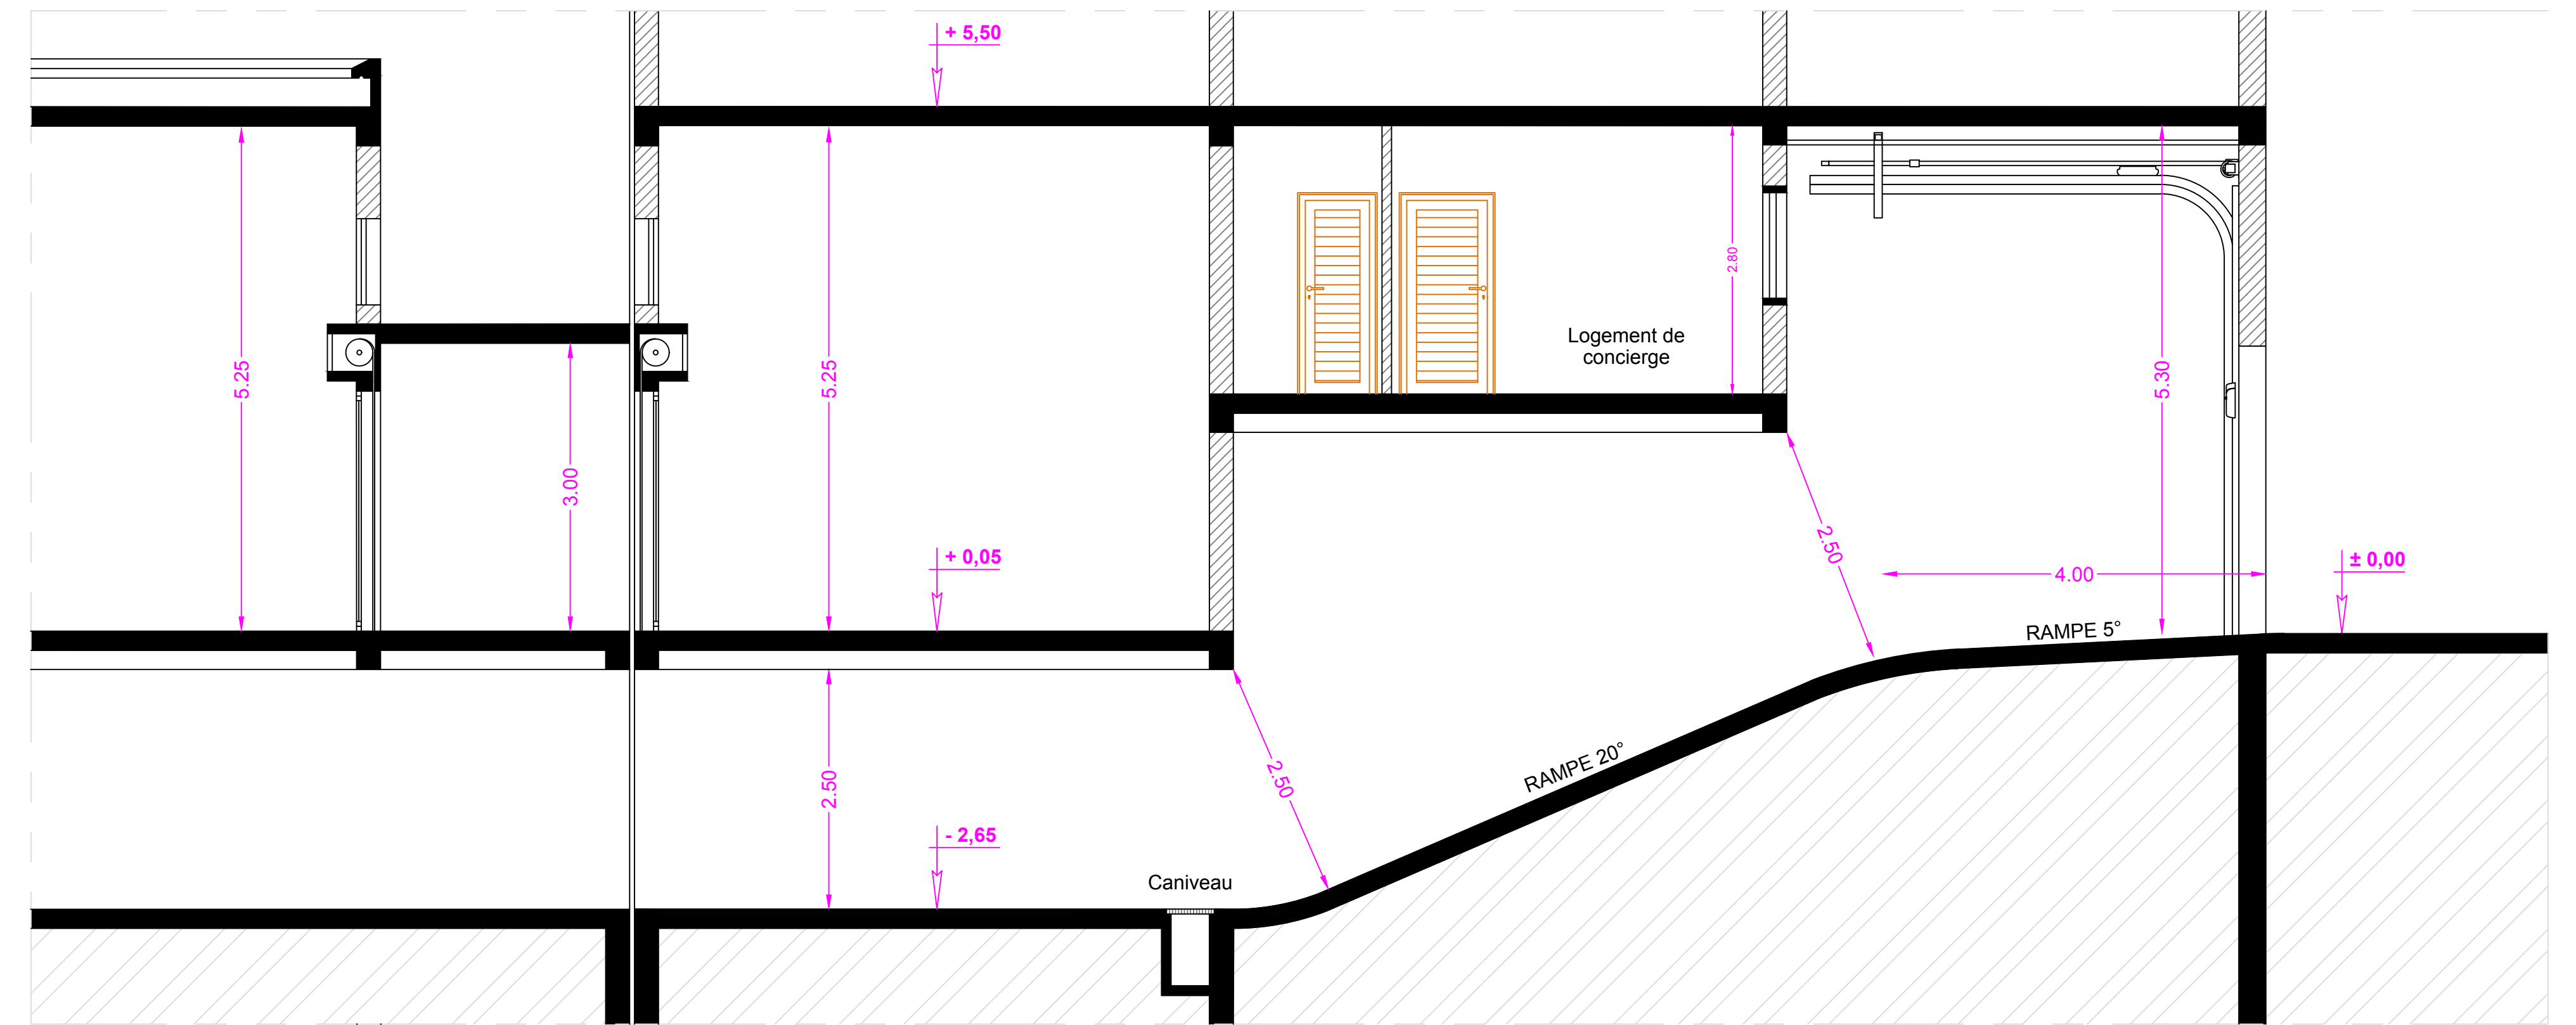 + 5,50
2.80
Logement de
concierge
5.25
5.25
5.30
3.00
2.50
+ 0,05
± 0,00
4.00
RAMPE 5°
RAMPE 20°
2.50
2.50
- 2,65
Caniveau